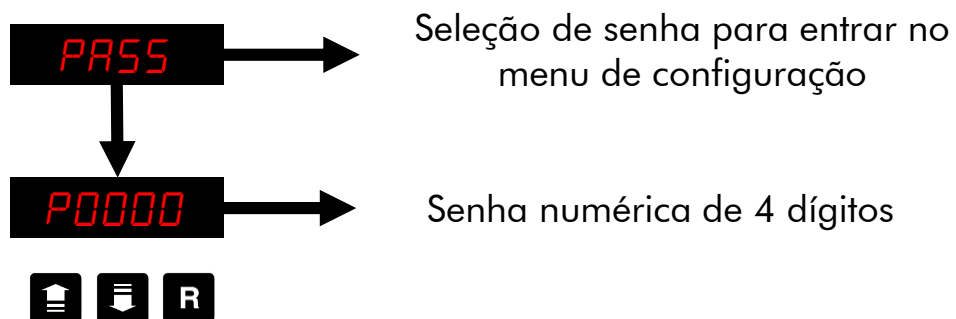 PASS
Seleção de senha para entrar no
menu de configuração
P0000
Senha numérica de 4 dígitos
R